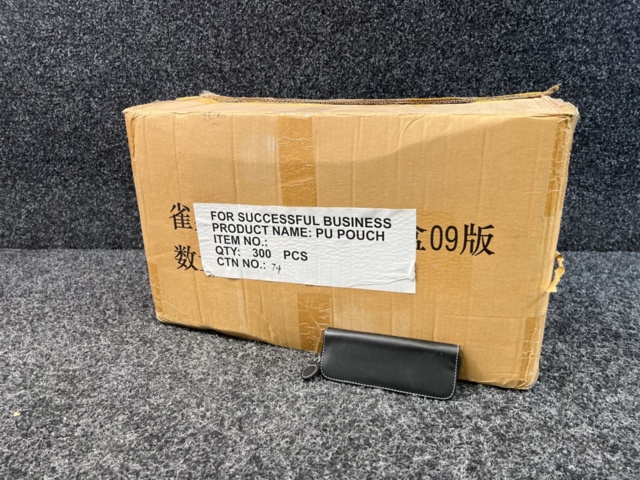 雀
数
FOR SUCCESSFUL BUSINESS
PRODUCT NAME: PU POUCH
ITEM NO.:
QTY: 300 PCS
CTN NO.: 74
盒09版